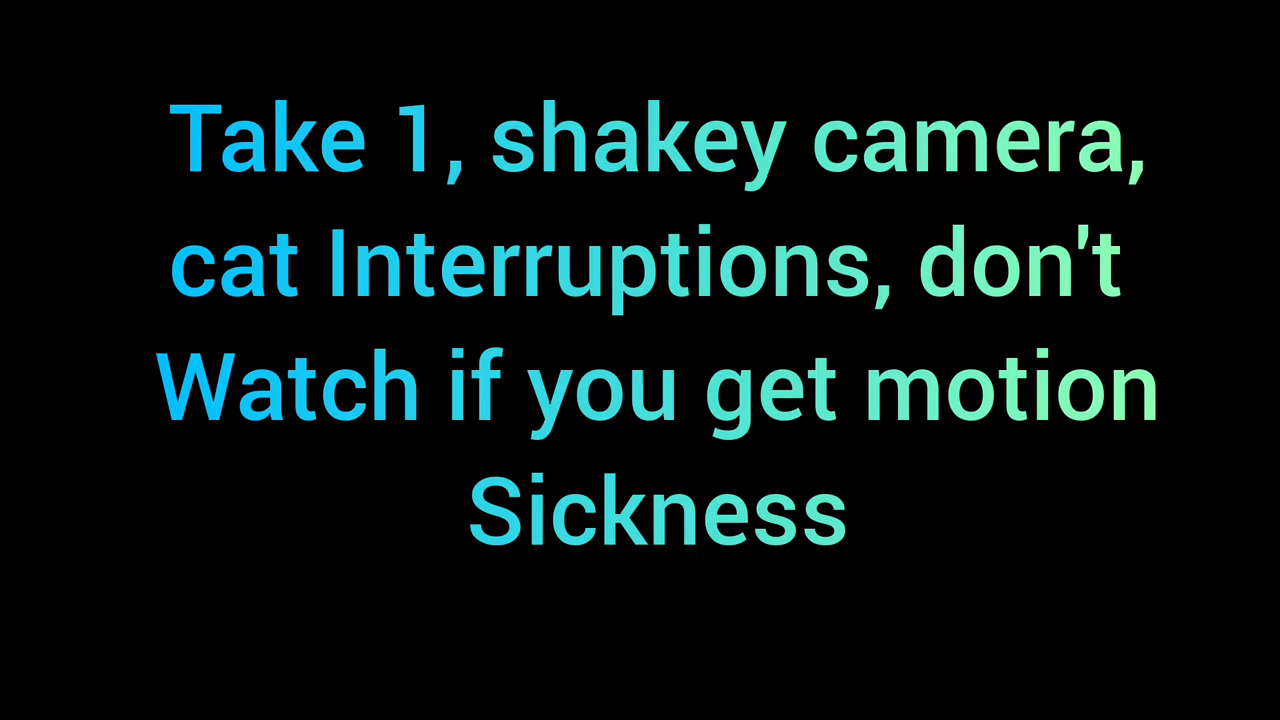 Take 1, shakey camera,
cat Interruptions, don't
Watch if you get motion
Sickness